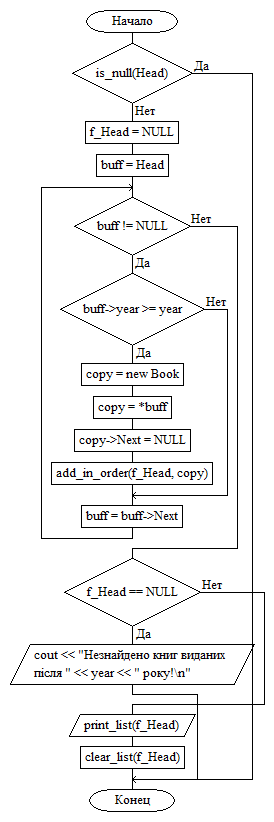 Начало
is_null(Head)
Да
Нет
f_Head = NULL
buff = Head
buff != NULL
Нет
Да
buff->year >= year
Нет
Да
copy = new Book
copy = *buff
copy->Next = NULL
add_in_order(f_Head, copy)
buff = buff->Next
f_Head == NULL
Нет
Да
cout << "Незнайдено книг виданих
після " << year << " року!\n"
print_list(f_Head)
clear_list(f_Head)
Конец